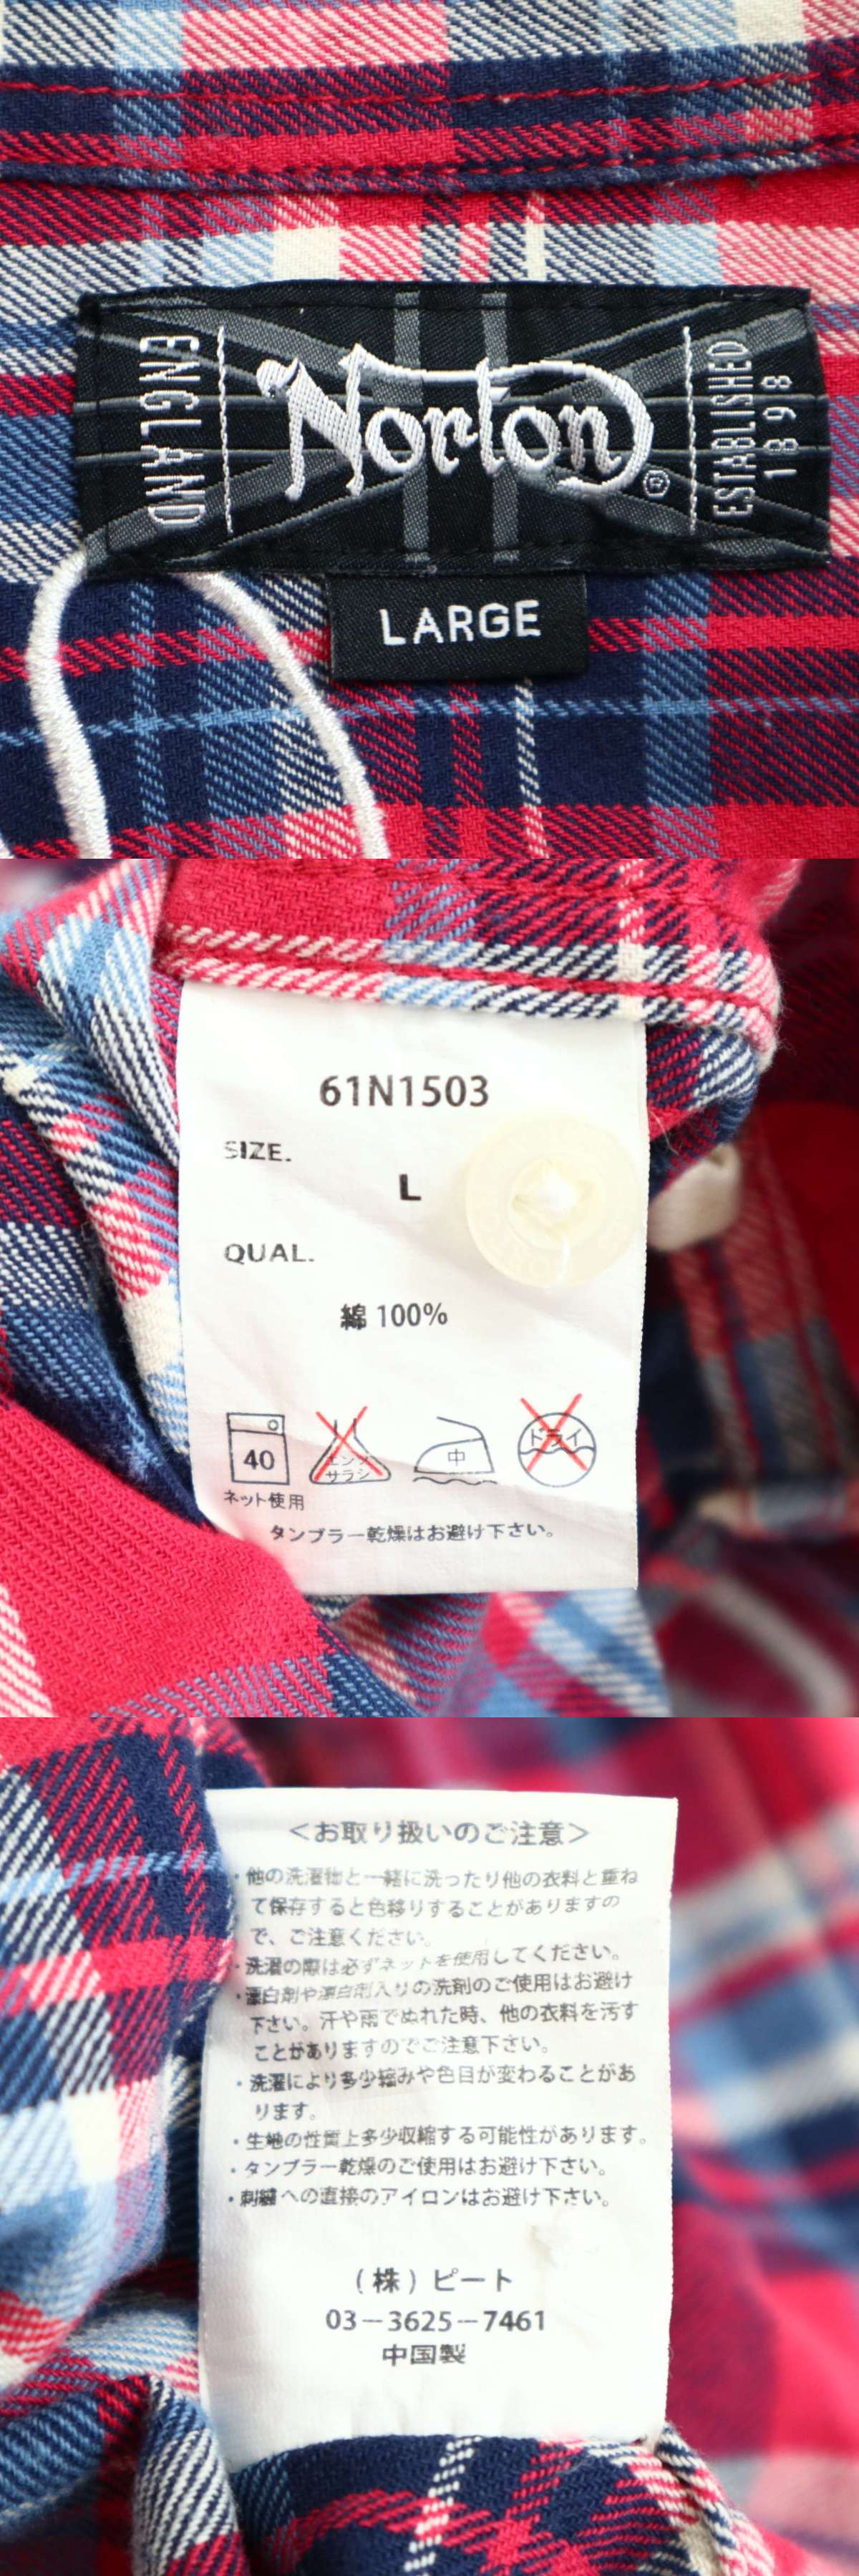 ENGLAND
Norton®
ESTABLISHED
1898
LARGE
61N1503
SIZE.
L
QUAL.
綿 100%
40
エンソ
サラシ
中
ドライ
ネット使用
タンブラー乾燥はお避け下さい。
<お取り扱いのご注意>
・他の洗濯物と一緒に洗ったり他の衣料と重ね
て保存すると色移りすることがありますの
で、ご注意ください。
・洗濯の際は必ずネットを使用してください。
・漂白剤や漂白剤入りの洗剤のご使用はお避け
下さい。汗や雨でぬれた時、他の衣料を汚す
ことがありますのでご注意下さい。
・洗濯により多少縮みや色目が変わることがあ
ります。
・生地の性質上多少収縮する可能性があります。
・タンブラー乾燥のご使用はお避け下さい。
・刺繍への直接のアイロンはお避け下さい。
(株)ピート
03-3625-7461
中国製